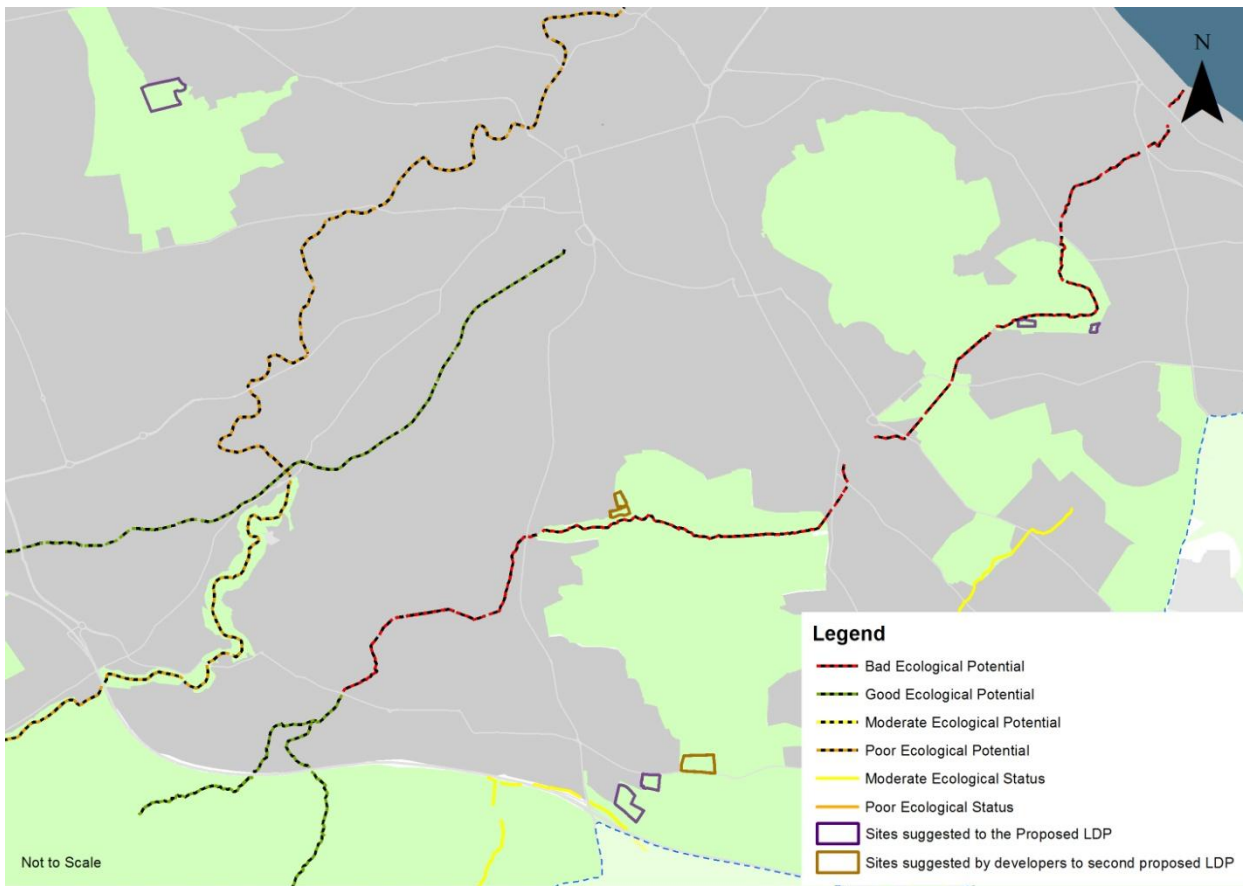 N
Legend
Bad Ecological Potential
Good Ecological Potential
Moderate Ecological Potential
Poor Ecological Potential
Moderate Ecological Status
Poor Ecological Status
Sites suggested to the Proposed LDP
Sites suggested by developers to second proposed LDP
Not to Scale